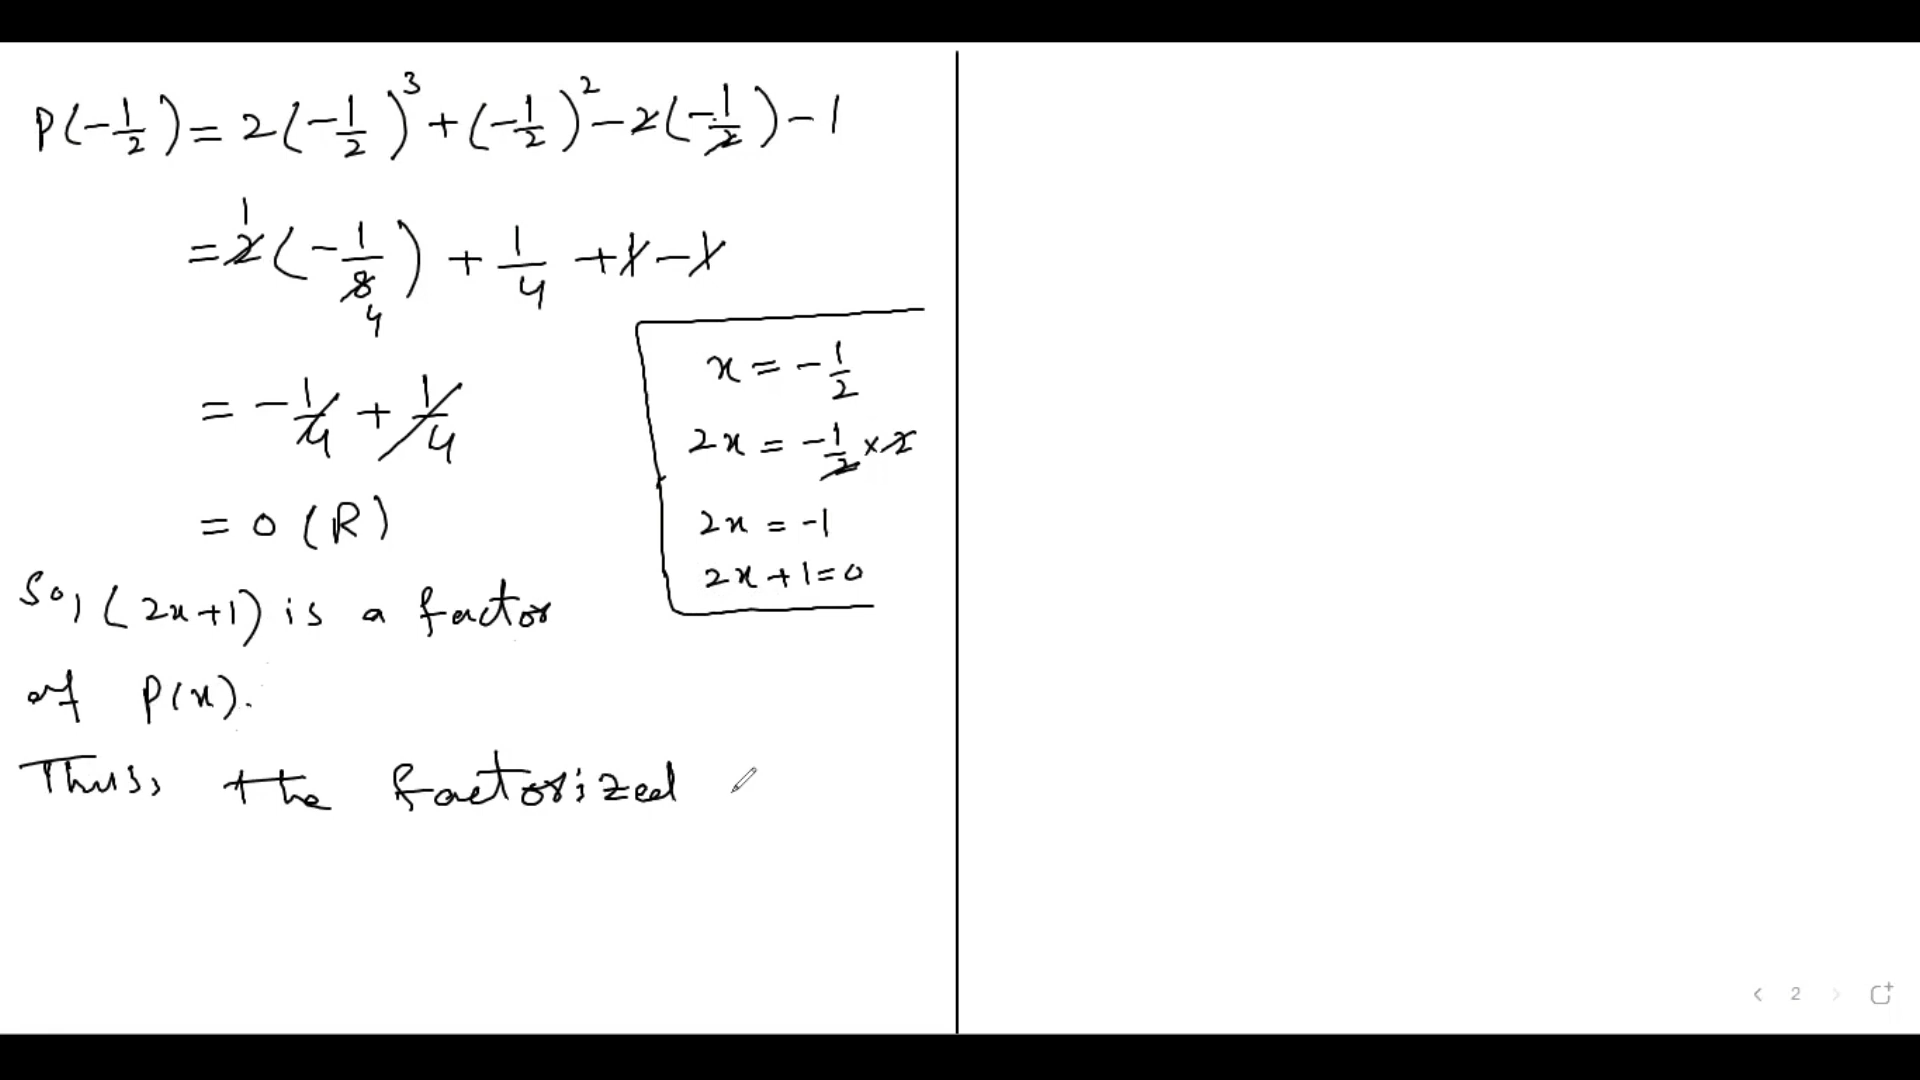 P(-1/2) = 2(-1/2)³ + (-1/2)² - 2(-1/2) - 1
1
= 2(-1/8) + 1/4 + 1 - 1
4
= -1/4 + 1/4
= 0 (R)
x = -1/2
2x = -1/2 × 2
2x = -1
2x + 1 = 0
So, (2x+1) is a factor
of P(x).
Thus, the factorized
2